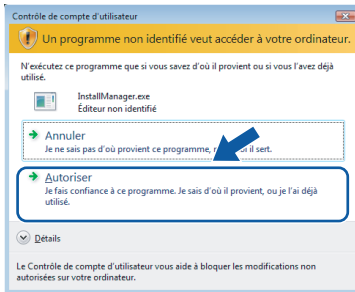 Contrôle de compte d'utilisateur
Un programme non identifié veut accéder à votre ordinateur.
N'exécutez ce programme que si vous savez d'où il provient ou si vous l'avez déjà
utilisé.
InstallManager.exe
Éditeur non identifié
Annuler
Je ne sais pas d'où provient ce programme, il sert.
Autoriser
Je fais confiance à ce programme. Je sais d'où il provient, ou je l'ai déjà
utilisé.
Détails
Le Contrôle de compte d'utilisateur vous aide à bloquer les modifications non
autorisées sur votre ordinateur.